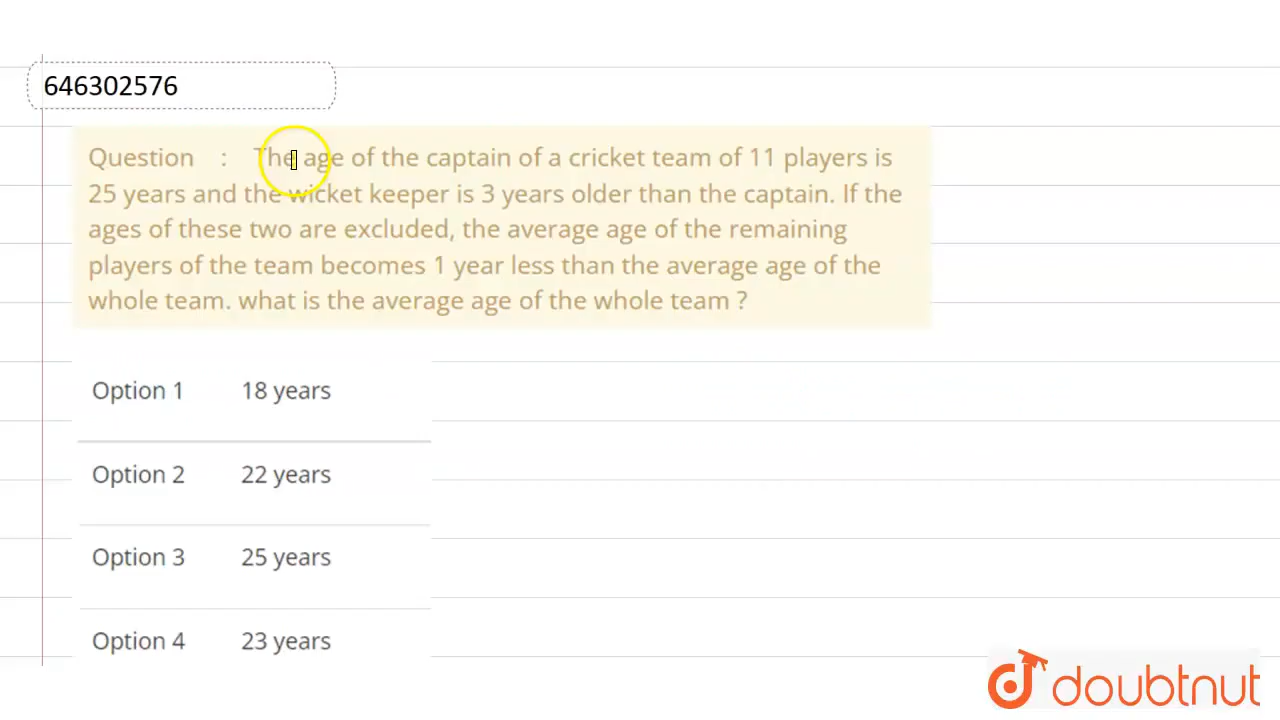 646302576
Question : The age of the captain of a cricket team of 11 players is
25 years and the wicket keeper is 3 years older than the captain. If the
ages of these two are excluded, the average age of the remaining
players of the team becomes 1 year less than the average age of the
whole team. what is the average age of the whole team ?
Option 1 18 years
Option 2 22 years
Option 3 25 years
Option 4 23 years
doubtnut